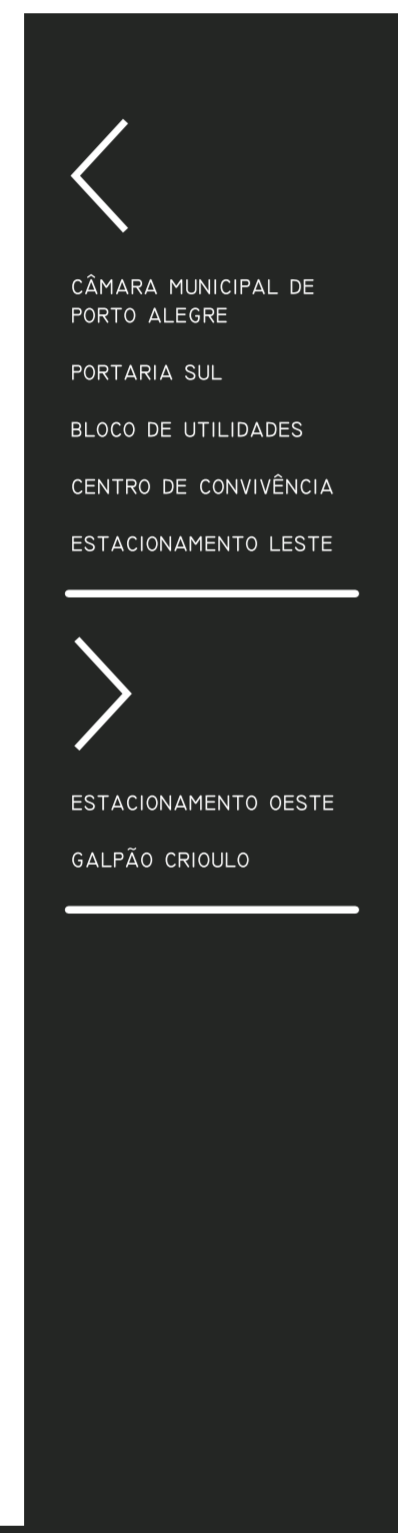 CÂMARA MUNICIPAL DE
PORTO ALEGRE
PORTARIA SUL
BLOCO DE UTILIDADES
CENTRO DE CONVIVÊNCIA
ESTACIONAMENTO LESTE
ESTACIONAMENTO OESTE
GALPÃO CRIOULO